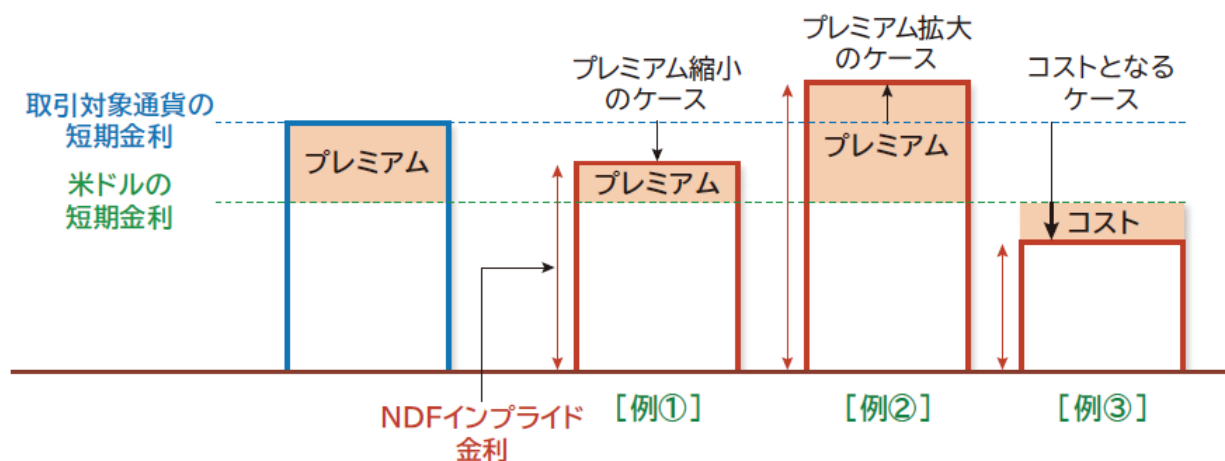 取引対象通貨の
短期金利
米ドルの
短期金利
プレミアム
プレミアム縮小
のケース
プレミアム
プレミアム拡大
のケース
プレミアム
コストとなる
ケース
コスト
NDFインプライド
金利
[例①]
[例②]
[例③]